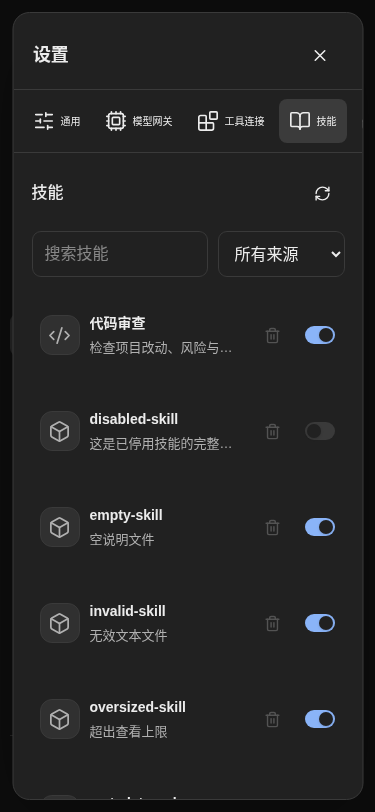 设置
通用
模型网关
工具连接
技能
技能
搜索技能
所有来源
代码审查
检查项目改动、风险与…
disabled-skill
这是已停用技能的完整…
empty-skill
空说明文件
invalid-skill
无效文本文件
oversized-skill
超出查看上限